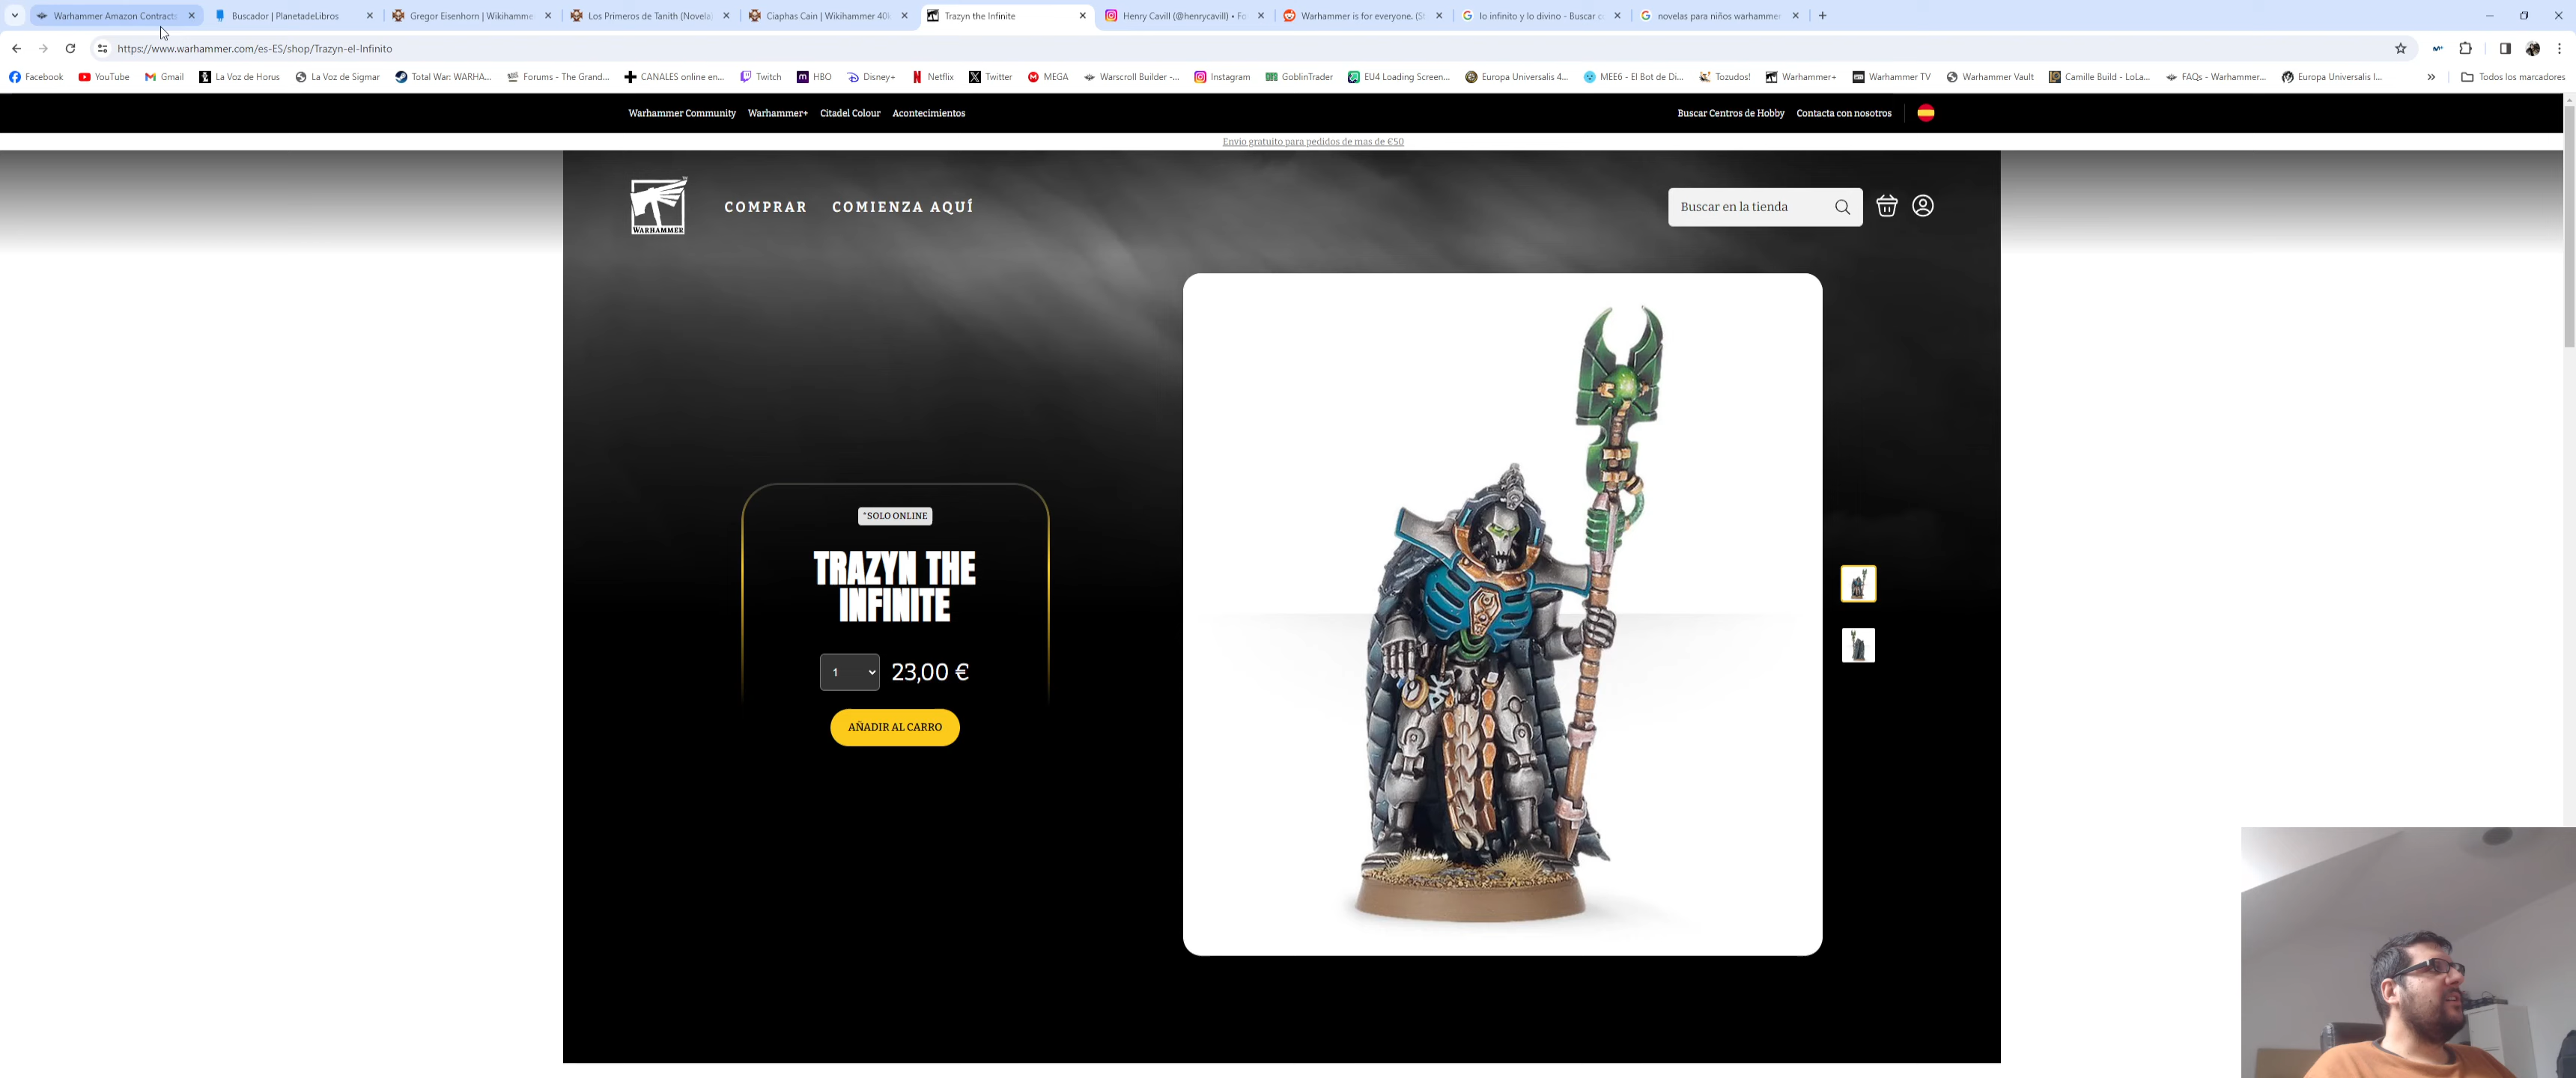 Warhammer Amazon Contracts
Buscador | PlanetadeLibros
Gregor Eisenhorn | Wikihamme
Los Primeros de Tanith (Novela)
Ciaphas Cain | Wikihammer 40
Trazyn the Infinite
Henry Cavill (@henrycavill) • Fo
Warhammer is for everyone. (St
lo infinito y lo divino - Buscar c
novelas para niños warhammer
https://www.warhammer.com/es-ES/shop/Trazyn-el-Infinito
Facebook
YouTube
Gmail
La Voz de Horus
La Voz de Sigmar
Total War: WARHA...
Forums - The Grand...
CANALES online en...
Twitch
HBO
Disney+
Netflix
Twitter
MEGA
Warscroll Builder -...
Instagram
GoblinTrader
EU4 Loading Screen...
Europa Universalis 4...
MEE6 - El Bot de Di...
Tozudos!
Warhammer+
Warhammer TV
Warhammer Vault
Camille Build - LoLa...
FAQs - Warhammer...
Europa Universalis I...
Todos los marcadores
Warhammer Community
Warhammer+
Citadel Colour
Acontecimientos
Buscar Centros de Hobby
Contacta con nosotros
Envío gratuito para pedidos de mas de €50
WARHAMMER
COMPRAR
COMIENZA AQUÍ
Buscar en la tienda
*SOLO ONLINE
TRAZYN THE
INFINITE
1
23,00 €
AÑADIR AL CARRO